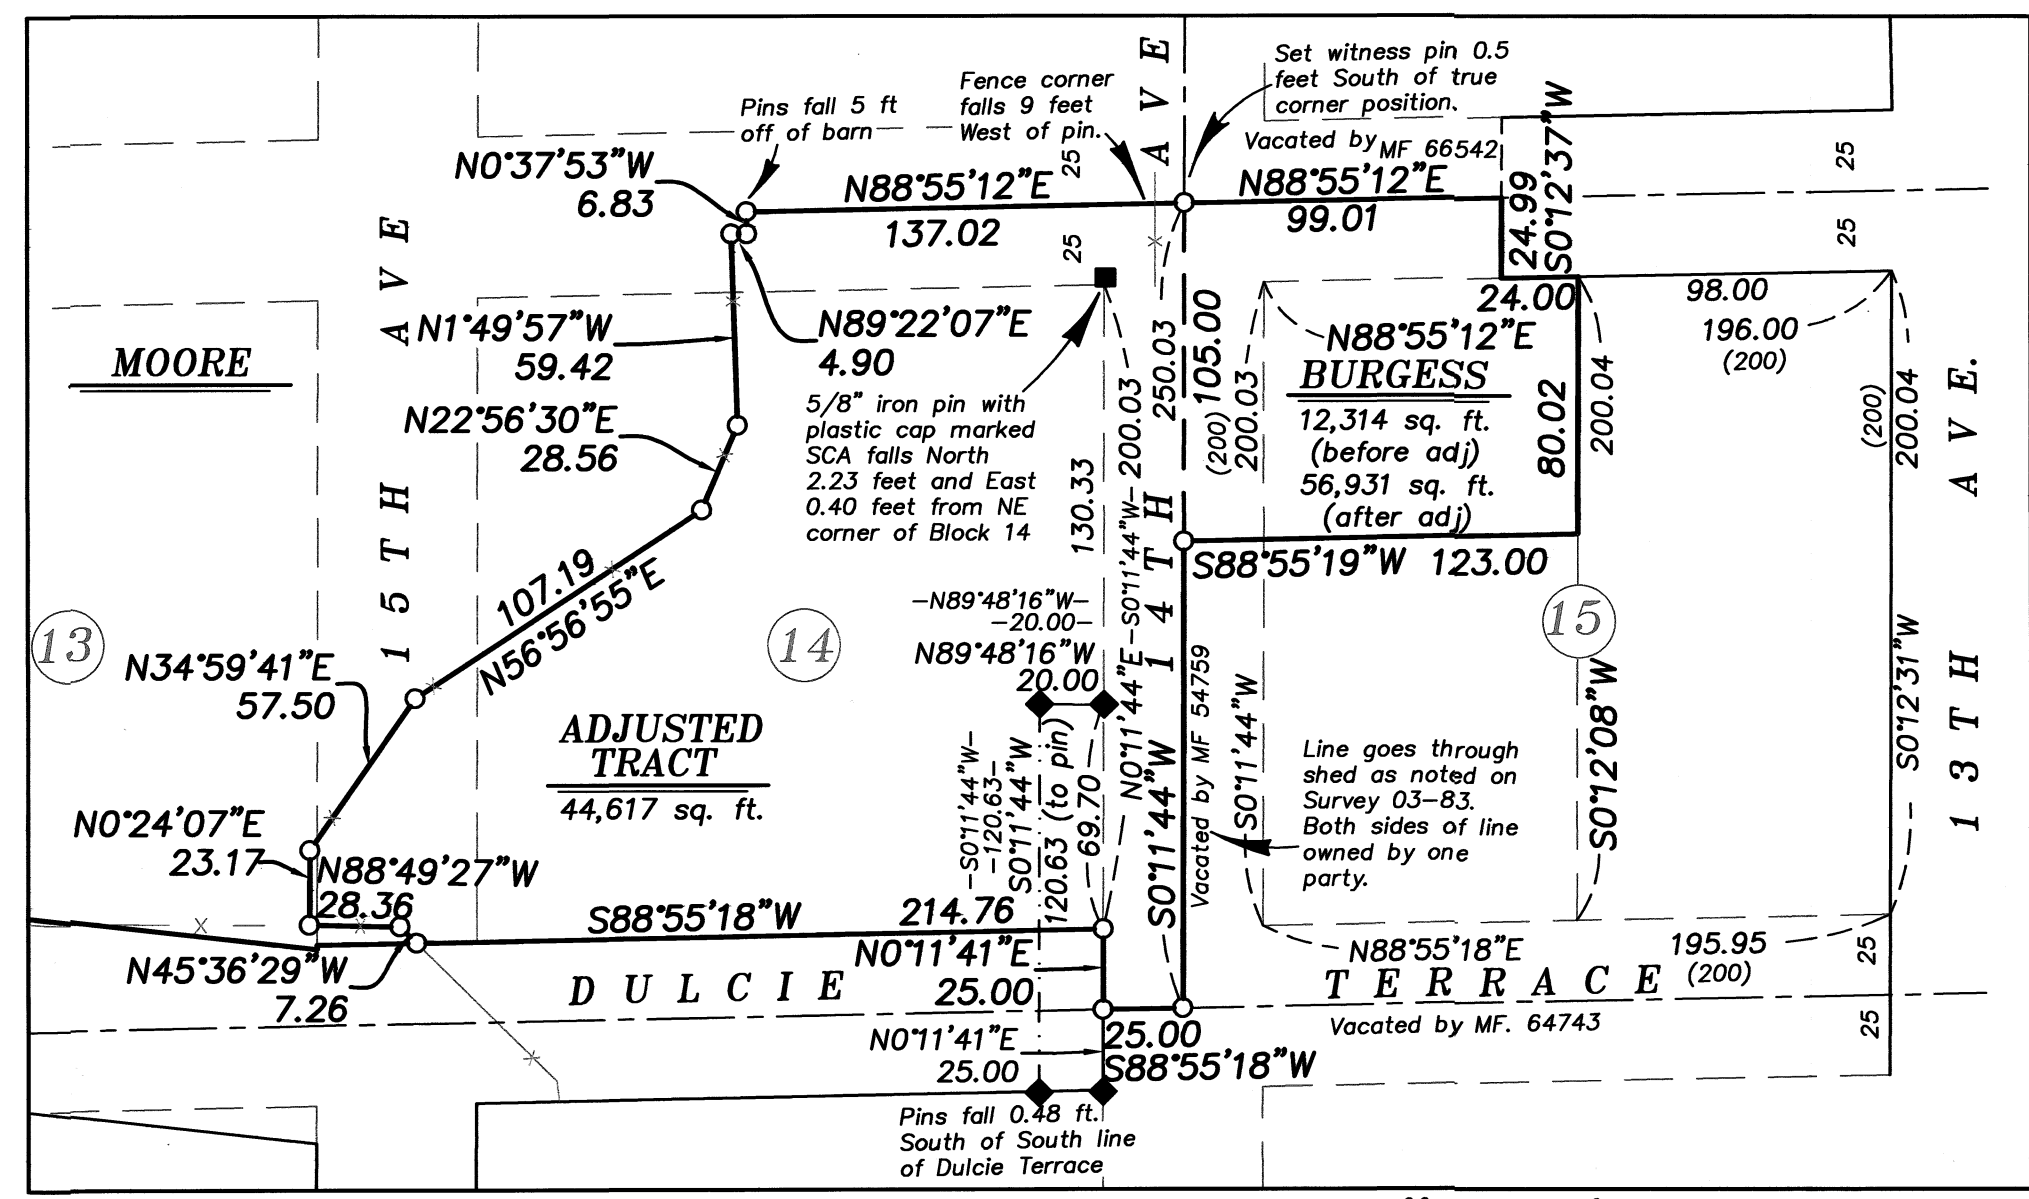 Set witness pin 0.5
feet South of true
corner position.
Fence corner
falls 9 feet
West of pin.
Pins fall 5 ft
off of barn
Vacated by MF 66542
N0°37'53"W
6.83
N88°55'12"E
137.02
25
25
N88°55'12"E
99.01
24.99
S0°12'37"W
25
25
24.00
N88°55'12"E
98.00
196.00
(200)
15TH AVE
14TH AVE
13TH AVE.
MOORE
N1°49'57"W
59.42
N89°22'07"E
4.90
N22°56'30"E
28.56
5/8" iron pin with
plastic cap marked
SCA falls North
2.23 feet and East
0.40 feet from NE
corner of Block 14
130.33
S0°11'44"W 200.03
250.03
105.00
(200)
200.03
BURGESS
12,314 sq. ft.
(before adj)
56,931 sq. ft.
(after adj)
80.02
200.04
(200)
200.04
S88°55'19"W 123.00
107.19
N56°56'55"E
13
14
15
-N89°48'16"W-
-20.00-
N89°48'16"W
20.00
N34°59'41"E
57.50
ADJUSTED
TRACT
44,617 sq. ft.
-S0°11'44"W-
-120.63-
S0°11'44"W
120.63 (to pin)
69.70
N0°11'44"E
S0°11'44"W
Vacated by MF 54759
S0°11'44"W
Line goes through
shed as noted on
Survey 03-83.
Both sides of line
owned by one
party.
S0°12'08"W
S0°12'31"W
N0°24'07"E
23.17
N88°49'27"W
28.36
S88°55'18"W 214.76
N45°36'29"W
7.26
N0°11'41"E
25.00
DULCIE TERRACE
N88°55'18"E 195.95
(200)
25
25
Vacated by MF. 64743
N0°11'41"E
25.00
25.00
S88°55'18"W
Pins fall 0.48 ft.
South of South line
of Dulcie Terrace